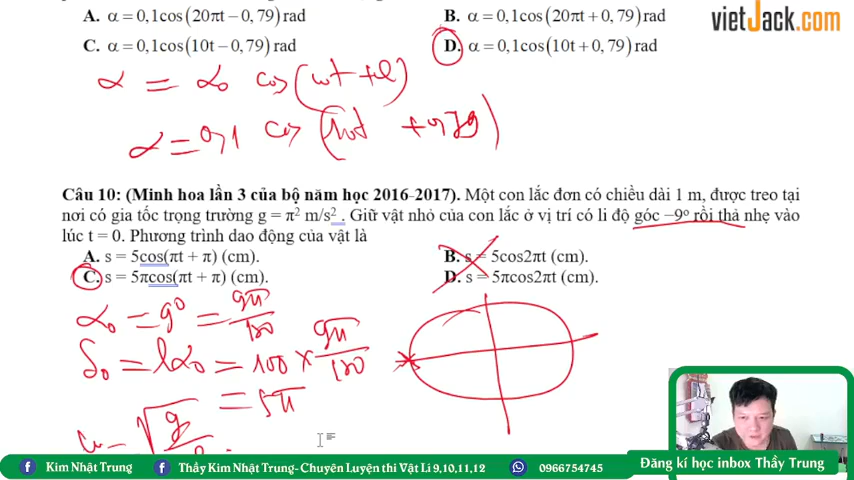 A. α = 0,1cos(20πt − 0,79) rad
B. α = 0,1cos(20πt + 0,79) rad
vietJack.com
C. α = 0,1cos(10t − 0,79) rad
D. α = 0,1cos(10t + 0,79) rad
α = α₀ cos(ωt + φ)
α = 0,1 cos(10t + 0,79)
Câu 10: (Minh hoa lần 3 của bộ năm học 2016-2017). Một con lắc đơn có chiều dài 1 m, được treo tại
nơi có gia tốc trọng trường g = π² m/s² . Giữ vật nhỏ của con lắc ở vị trí có li độ góc −9° rồi thả nhẹ vào
lúc t = 0. Phương trình dao động của vật là
A. s = 5cos(πt + π) (cm).
B. s = 5cos2πt (cm).
C. s = 5πcos(πt + π) (cm).
D. s = 5πcos2πt (cm).
α₀ = 9° = 9π/180
S₀ = lα₀ = 100 × 9π/180
= 5π
Kim Nhật Trung
Thầy Kim Nhật Trung- Chuyên Luyện thi Vật Lí 9,10,11,12
0966754745
Đăng kí học inbox Thầy Trung